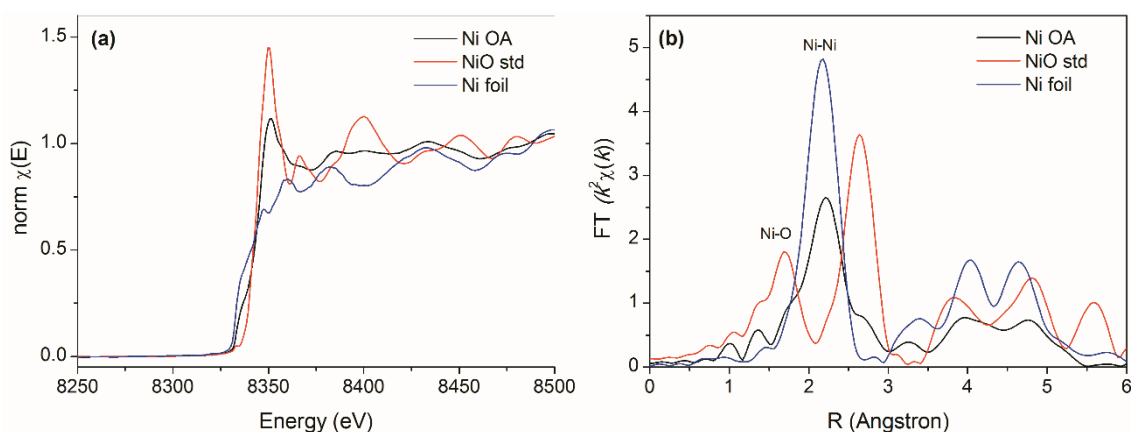 (a)
Ni OA
NiO std
Ni foil
1.5
1.0
0.5
0.0
norm χ(E)
8250
8300
8350
8400
8450
8500
Energy (eV)
(b)
Ni OA
NiO std
Ni foil
Ni-Ni
Ni-O
5
4
3
2
1
0
FT (k²χ(k))
0
1
2
3
4
5
6
R (Angstron)